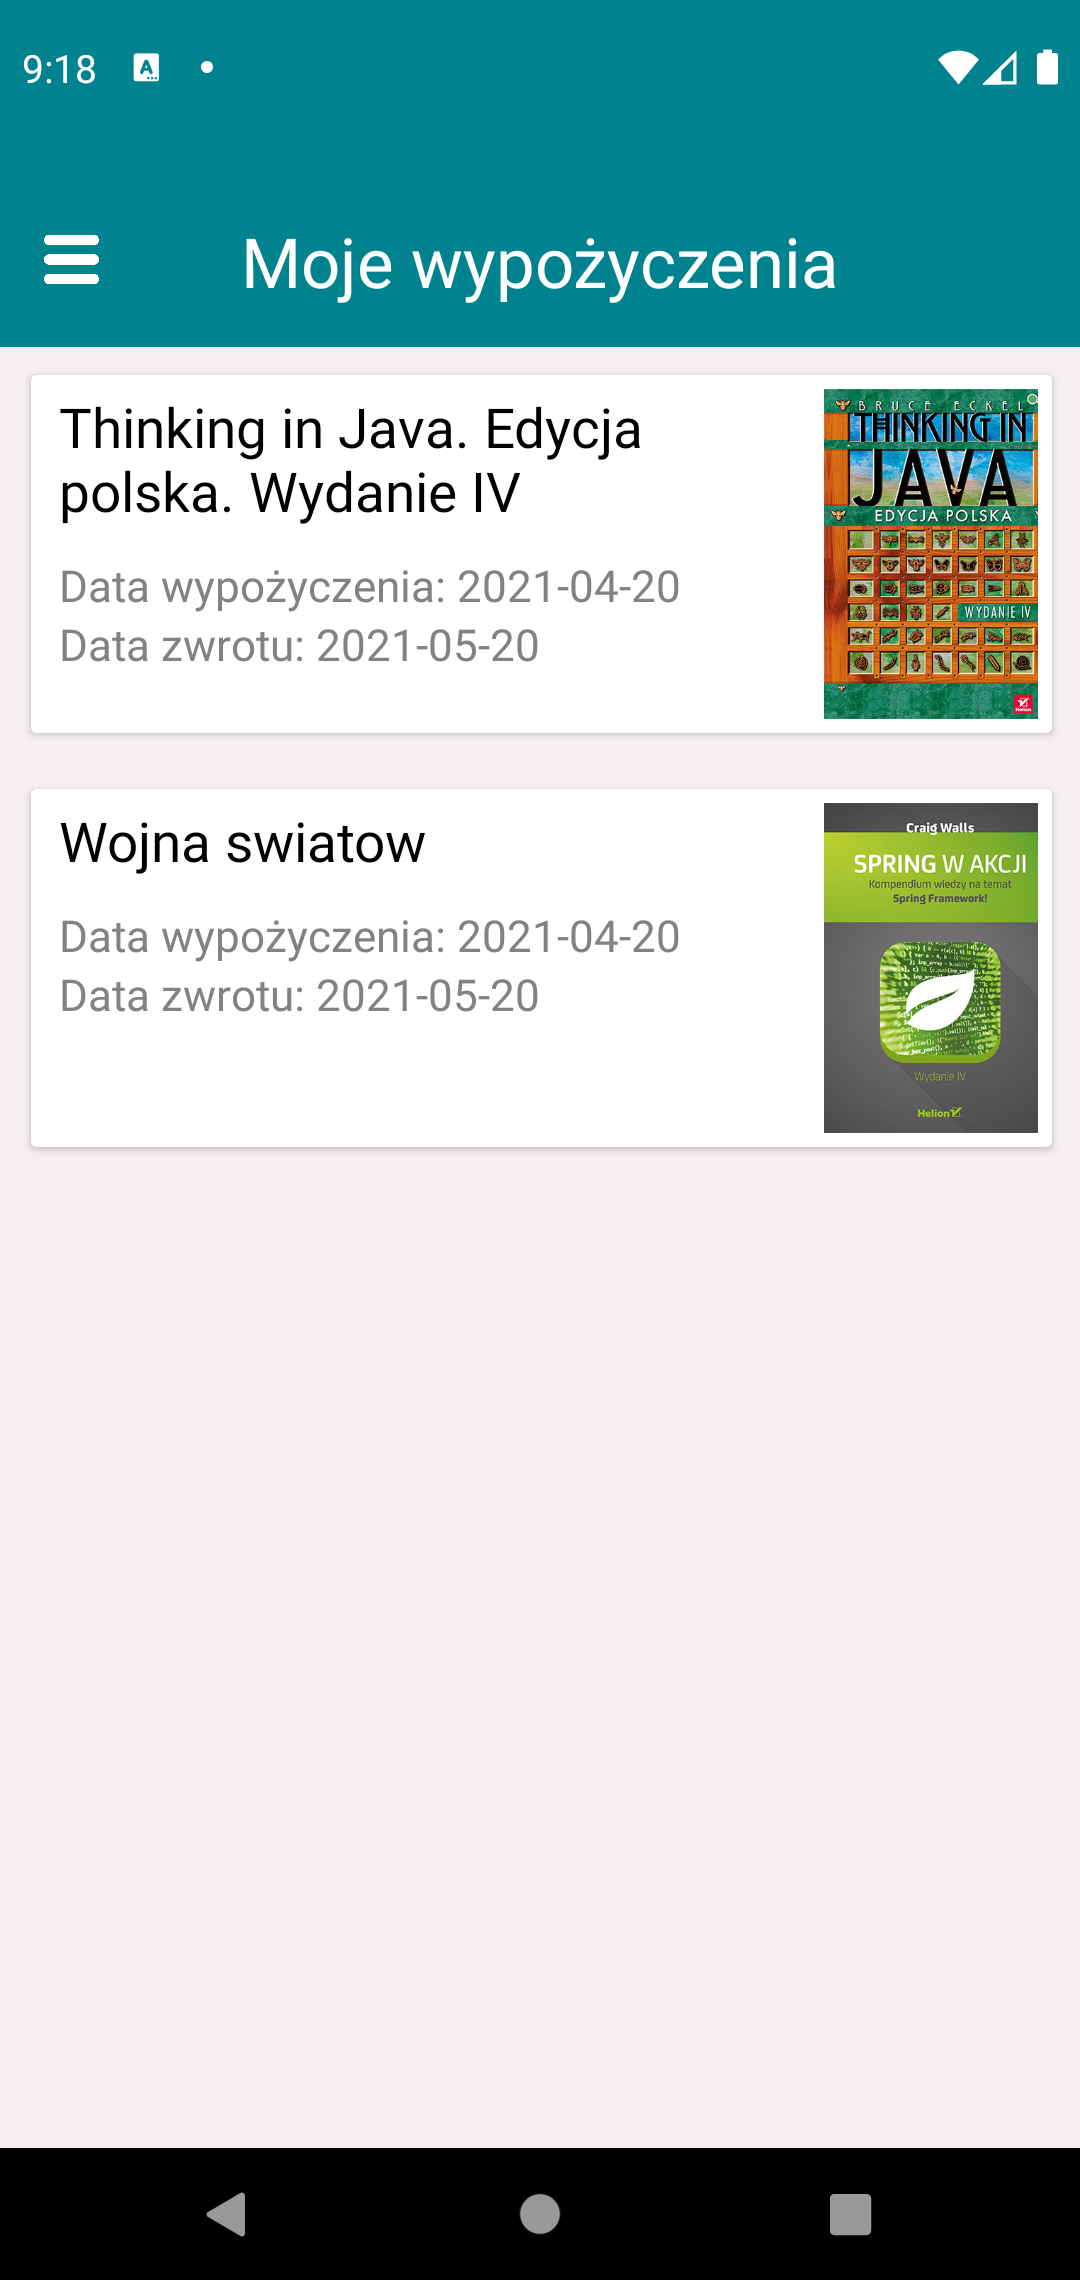 9:18
Moje wypożyczenia
Thinking in Java. Edycja
polska. Wydanie IV
Data wypożyczenia: 2021-04-20
Data zwrotu: 2021-05-20
BRUCE ECKEL
THINKING IN
JAVA
EDYCJA POLSKA
WYDANIE IV
Helion
Wojna swiatow
Data wypożyczenia: 2021-04-20
Data zwrotu: 2021-05-20
Craig Walls
SPRING W AKCJI
Kompendium wiedzy na temat
Spring Framework!
Wydanie IV
Helion